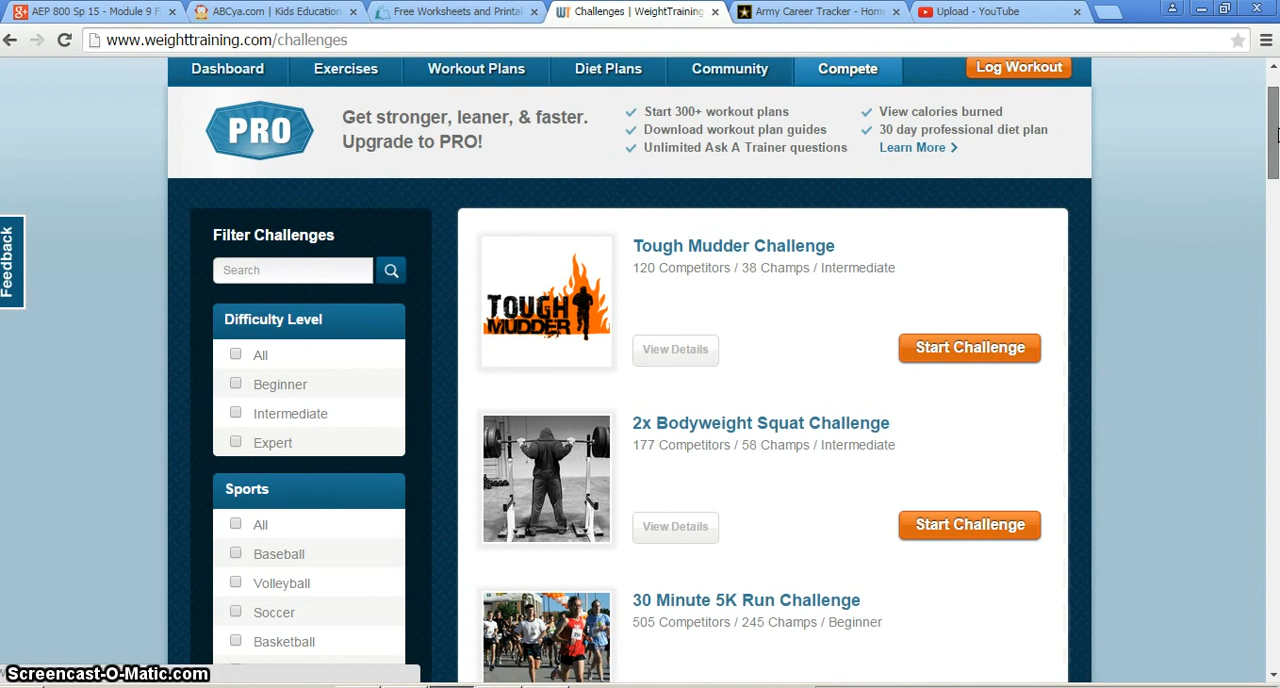 AEP 800 Sp 15 - Module 9 F
ABCya.com | Kids Education
Free Worksheets and Printal
Challenges | WeightTraining
Army Career Tracker - Hom
Upload - YouTube
www.weighttraining.com/challenges
Dashboard
Exercises
Workout Plans
Diet Plans
Community
Compete
Log Workout
PRO
Get stronger, leaner, & faster.
Upgrade to PRO!
Start 300+ workout plans
Download workout plan guides
Unlimited Ask A Trainer questions
View calories burned
30 day professional diet plan
Learn More
Feedback
Filter Challenges
Search
Difficulty Level
All
Beginner
Intermediate
Expert
Sports
All
Baseball
Volleyball
Soccer
Basketball
TOUGH
MUDDER
Tough Mudder Challenge
120 Competitors / 38 Champs / Intermediate
View Details
Start Challenge
2x Bodyweight Squat Challenge
177 Competitors / 58 Champs / Intermediate
View Details
Start Challenge
30 Minute 5K Run Challenge
505 Competitors / 245 Champs / Beginner
Screencast-O-Matic.com